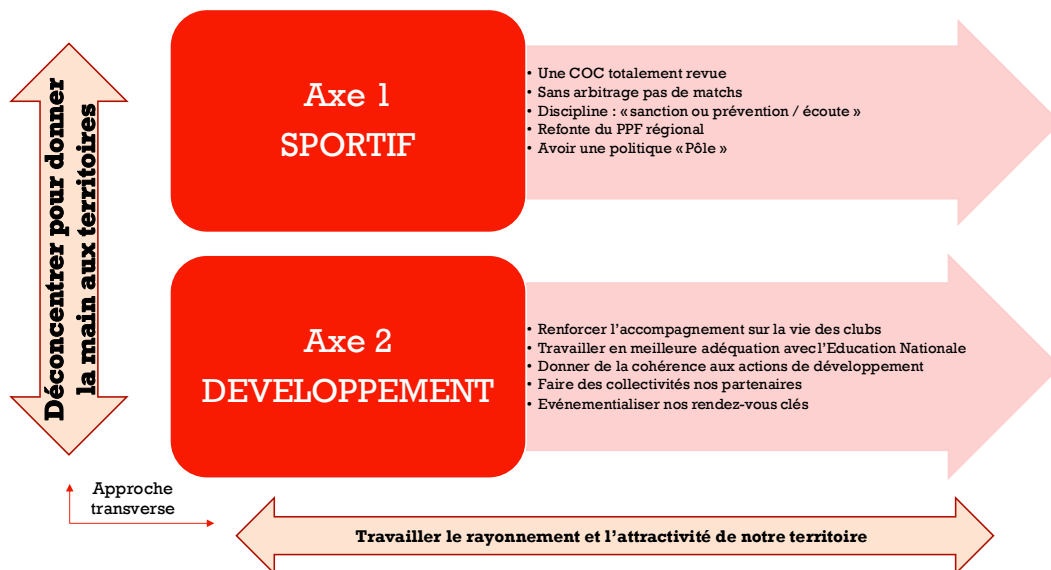 Déconcentrer pour donner
la main aux territoires
Axe 1
SPORTIF
• Une COC totalement revue
• Sans arbitrage pas de matchs
• Discipline : « sanction ou prévention / écoute »
• Refonte du PPF régional
• Avoir une politique « Pôle »
Axe 2
DEVELOPPEMENT
• Renforcer l'accompagnement sur la vie des clubs
• Travailler en meilleure adéquation avec l'Education Nationale
• Donner de la cohérence aux actions de développement
• Faire des collectivités nos partenaires
• Evénementialiser nos rendez-vous clés
Approche
transverse
Travailler le rayonnement et l'attractivité de notre territoire